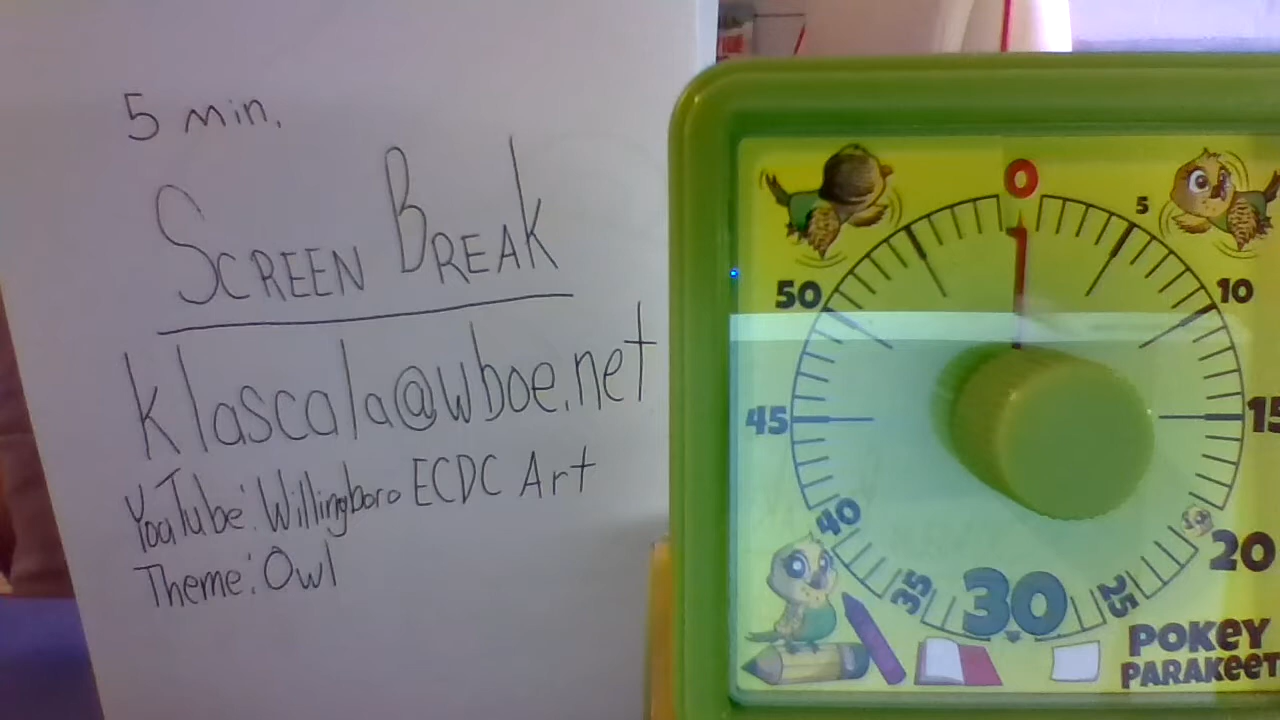 5 min.
SCREEN BREAK
klascala@wboe.net
YouTube: Willingboro ECDC Art
Theme: Owl
0
5
10
15
20
25
30
35
40
45
50
POKEY
PARAKEET